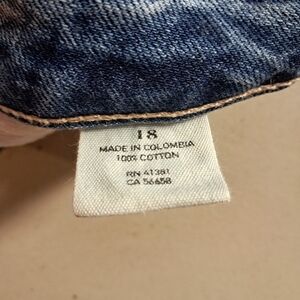 18
MADE IN COLOMBIA
100% COTTON
RN 41381
CA 56658